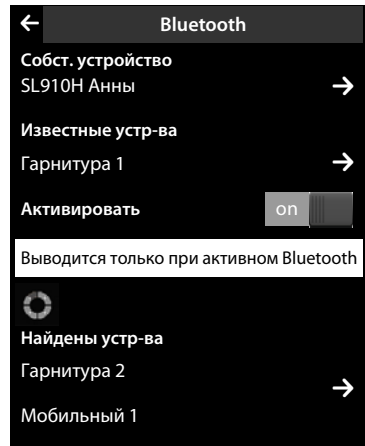 Bluetooth
Собст. устройство
SL910H Анны
Известные устр-ва
Гарнитура 1
Активировать
on
Выводится только при активном Bluetooth
Найдены устр-ва
Гарнитура 2
Мобильный 1